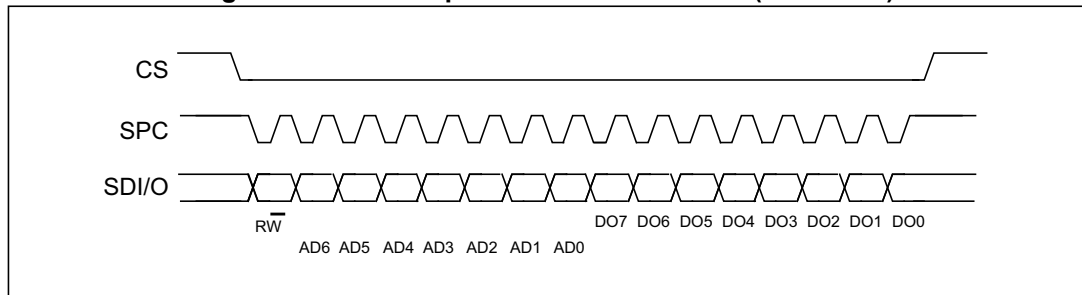 CS
SPC
SDI/O
RW
DO7 DO6 DO5 DO4 DO3 DO2 DO1 DO0
AD6 AD5 AD4 AD3 AD2 AD1 AD0